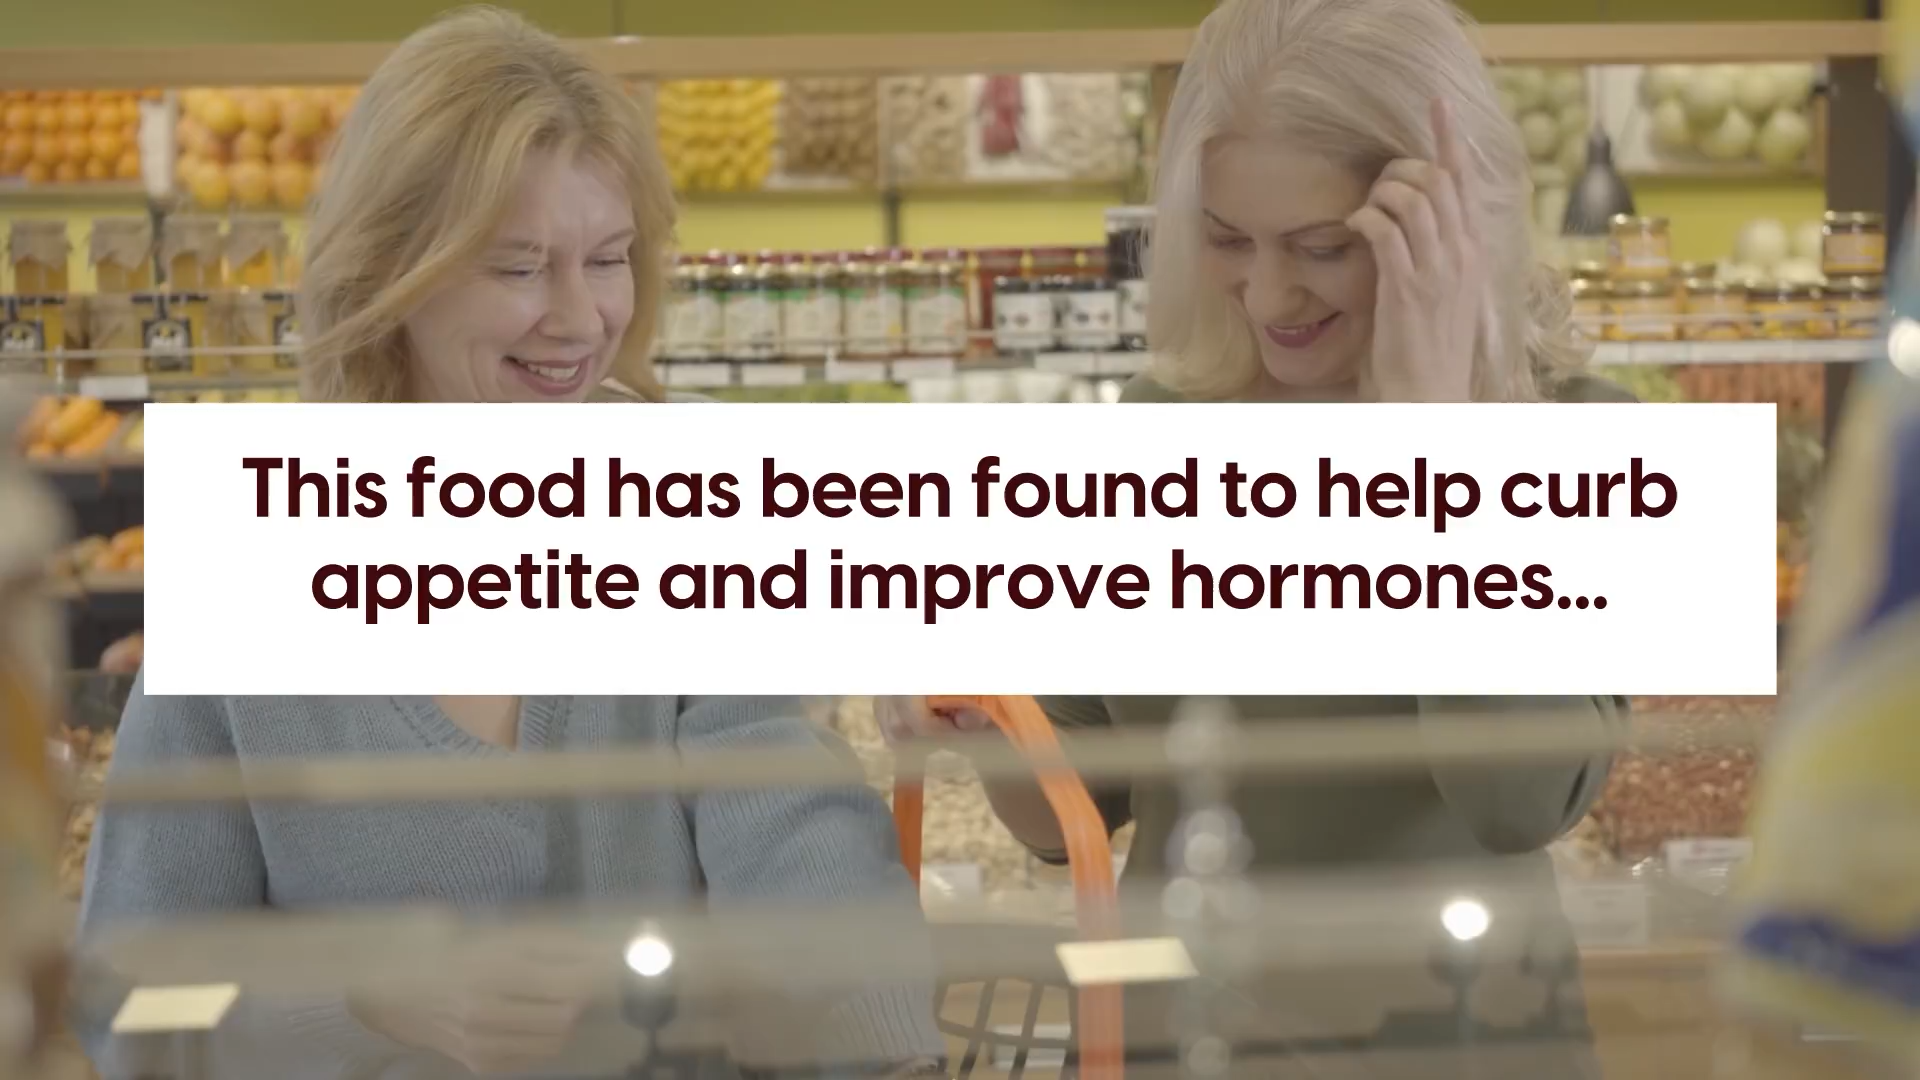 This food has been found to help curb
appetite and improve hormones...